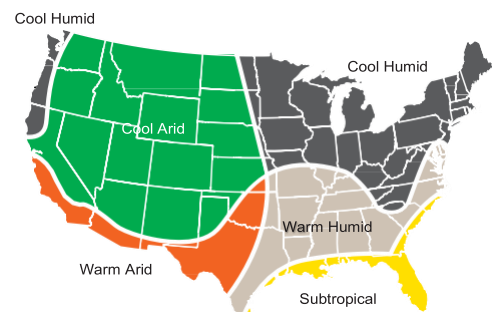 Cool Humid
Cool Humid
Cool Arid
Warm Humid
Warm Arid
Subtropical